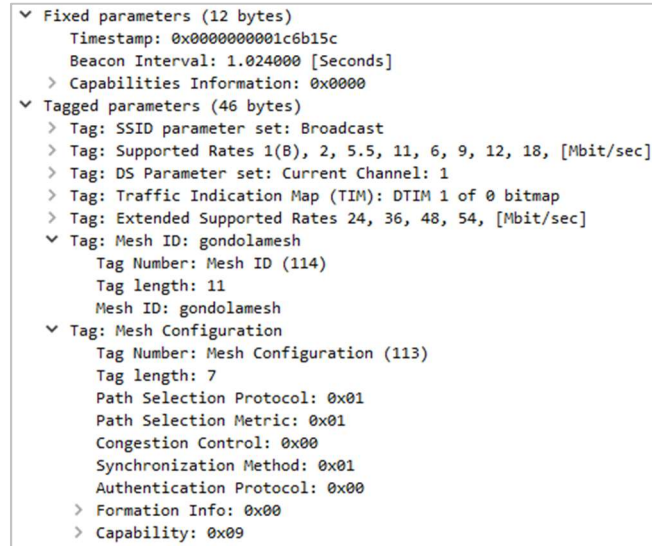 Fixed parameters (12 bytes)
Timestamp: 0x0000000001c6b15c
Beacon Interval: 1.024000 [Seconds]
Capabilities Information: 0x0000
Tagged parameters (46 bytes)
Tag: SSID parameter set: Broadcast
Tag: Supported Rates 1(B), 2, 5.5, 11, 6, 9, 12, 18, [Mbit/sec]
Tag: DS Parameter set: Current Channel: 1
Tag: Traffic Indication Map (TIM): DTIM 1 of 0 bitmap
Tag: Extended Supported Rates 24, 36, 48, 54, [Mbit/sec]
Tag: Mesh ID: gondolamesh
Tag Number: Mesh ID (114)
Tag length: 11
Mesh ID: gondolamesh
Tag: Mesh Configuration
Tag Number: Mesh Configuration (113)
Tag length: 7
Path Selection Protocol: 0x01
Path Selection Metric: 0x01
Congestion Control: 0x00
Synchronization Method: 0x01
Authentication Protocol: 0x00
Formation Info: 0x00
Capability: 0x09